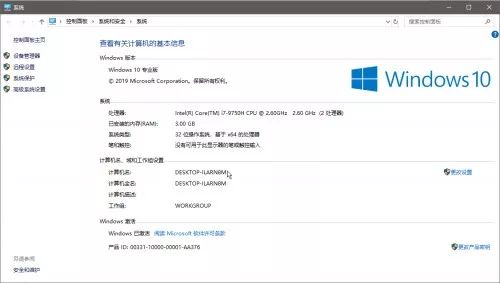 系统
控制面板 › 系统和安全 › 系统
搜索控制面板
控制面板主页
设备管理器
远程设置
系统保护
高级系统设置
查看有关计算机的基本信息
Windows 版本
Windows 10 专业版
© 2019 Microsoft Corporation。保留所有权利。
Windows 10
系统
处理器: Intel(R) Core(TM) i7-9750H CPU @ 2.60GHz 2.60 GHz (2 处理器)
已安装的内存(RAM): 3.00 GB
系统类型: 32 位操作系统, 基于 x64 的处理器
笔和触控: 没有可用于此显示器的笔或触控输入
计算机名、域和工作组设置
计算机名: DESKTOP-ILARN8M 更改设置
计算机全名: DESKTOP-ILARN8M
计算机描述:
工作组: WORKGROUP
Windows 激活
Windows 已激活 阅读 Microsoft 软件许可条款
产品 ID: 00331-10000-00001-AA376 更改产品密钥
另请参阅
安全和维护